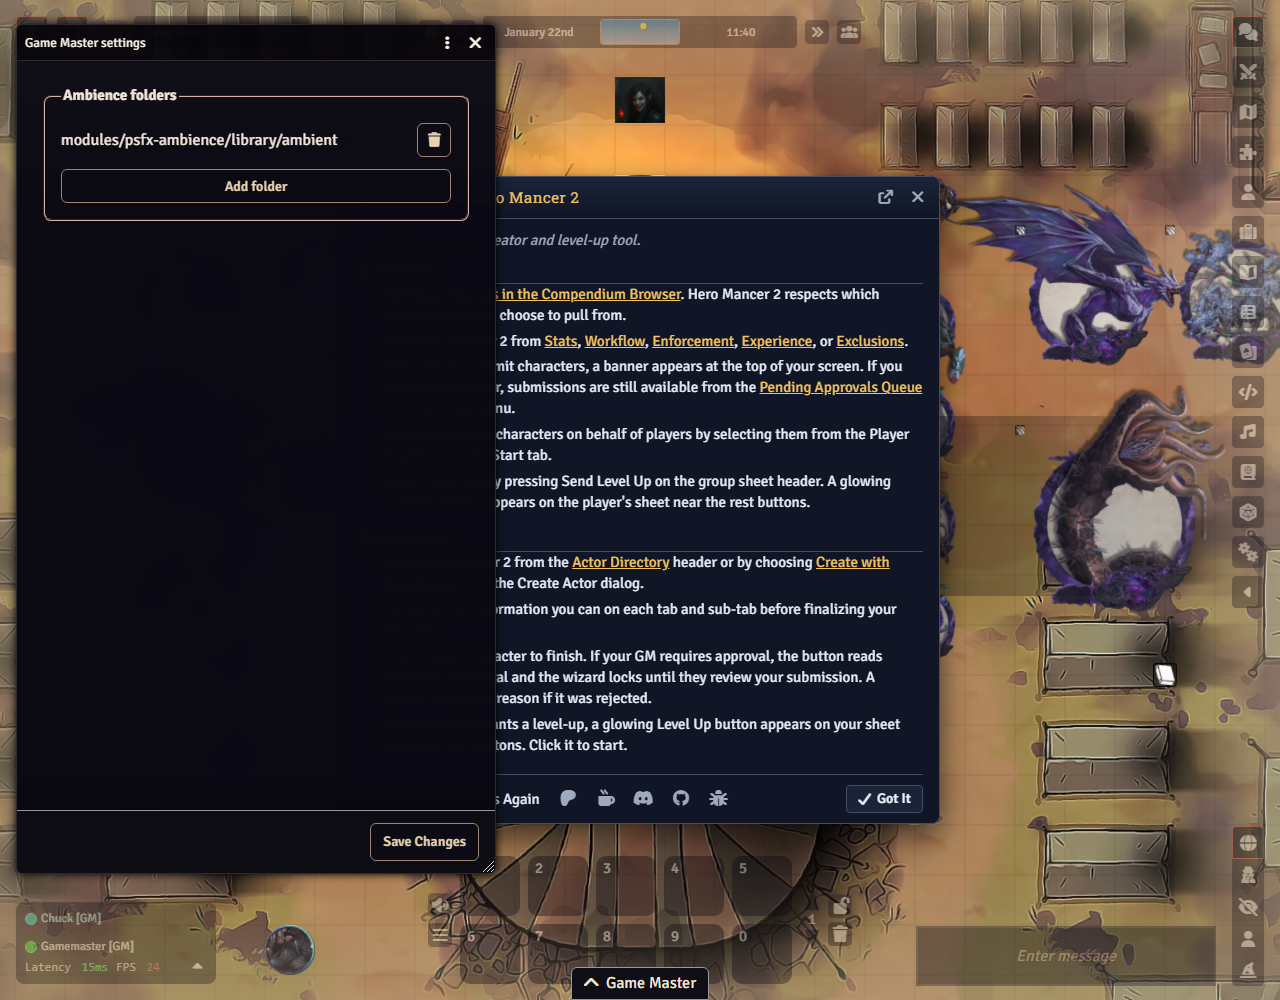 Game Master settings
Ambience folders
modules/psfx-ambience/library/ambient
Add folder
Save Changes
January 22nd
11:40
o Mancer 2
eator and level-up tool.
s in the Compendium Browser. Hero Mancer 2 respects which
choose to pull from.
2 from Stats, Workflow, Enforcement, Experience, or Exclusions.
mit characters, a banner appears at the top of your screen. If you
r, submissions are still available from the Pending Approvals Queue
nu.
characters on behalf of players by selecting them from the Player
Start tab.
y pressing Send Level Up on the group sheet header. A glowing
ppears on the player's sheet near the rest buttons.
r 2 from the Actor Directory header or by choosing Create with
the Create Actor dialog.
ormation you can on each tab and sub-tab before finalizing your
acter to finish. If your GM requires approval, the button reads
al and the wizard locks until they review your submission. A
reason if it was rejected.
ants a level-up, a glowing Level Up button appears on your sheet
tons. Click it to start.
s Again
Got It
2 3 4 5
1
6 7 8 9 0
Chuck [GM]
Gamemaster [GM]
Latency 15ms FPS 24
Game Master
Enter message